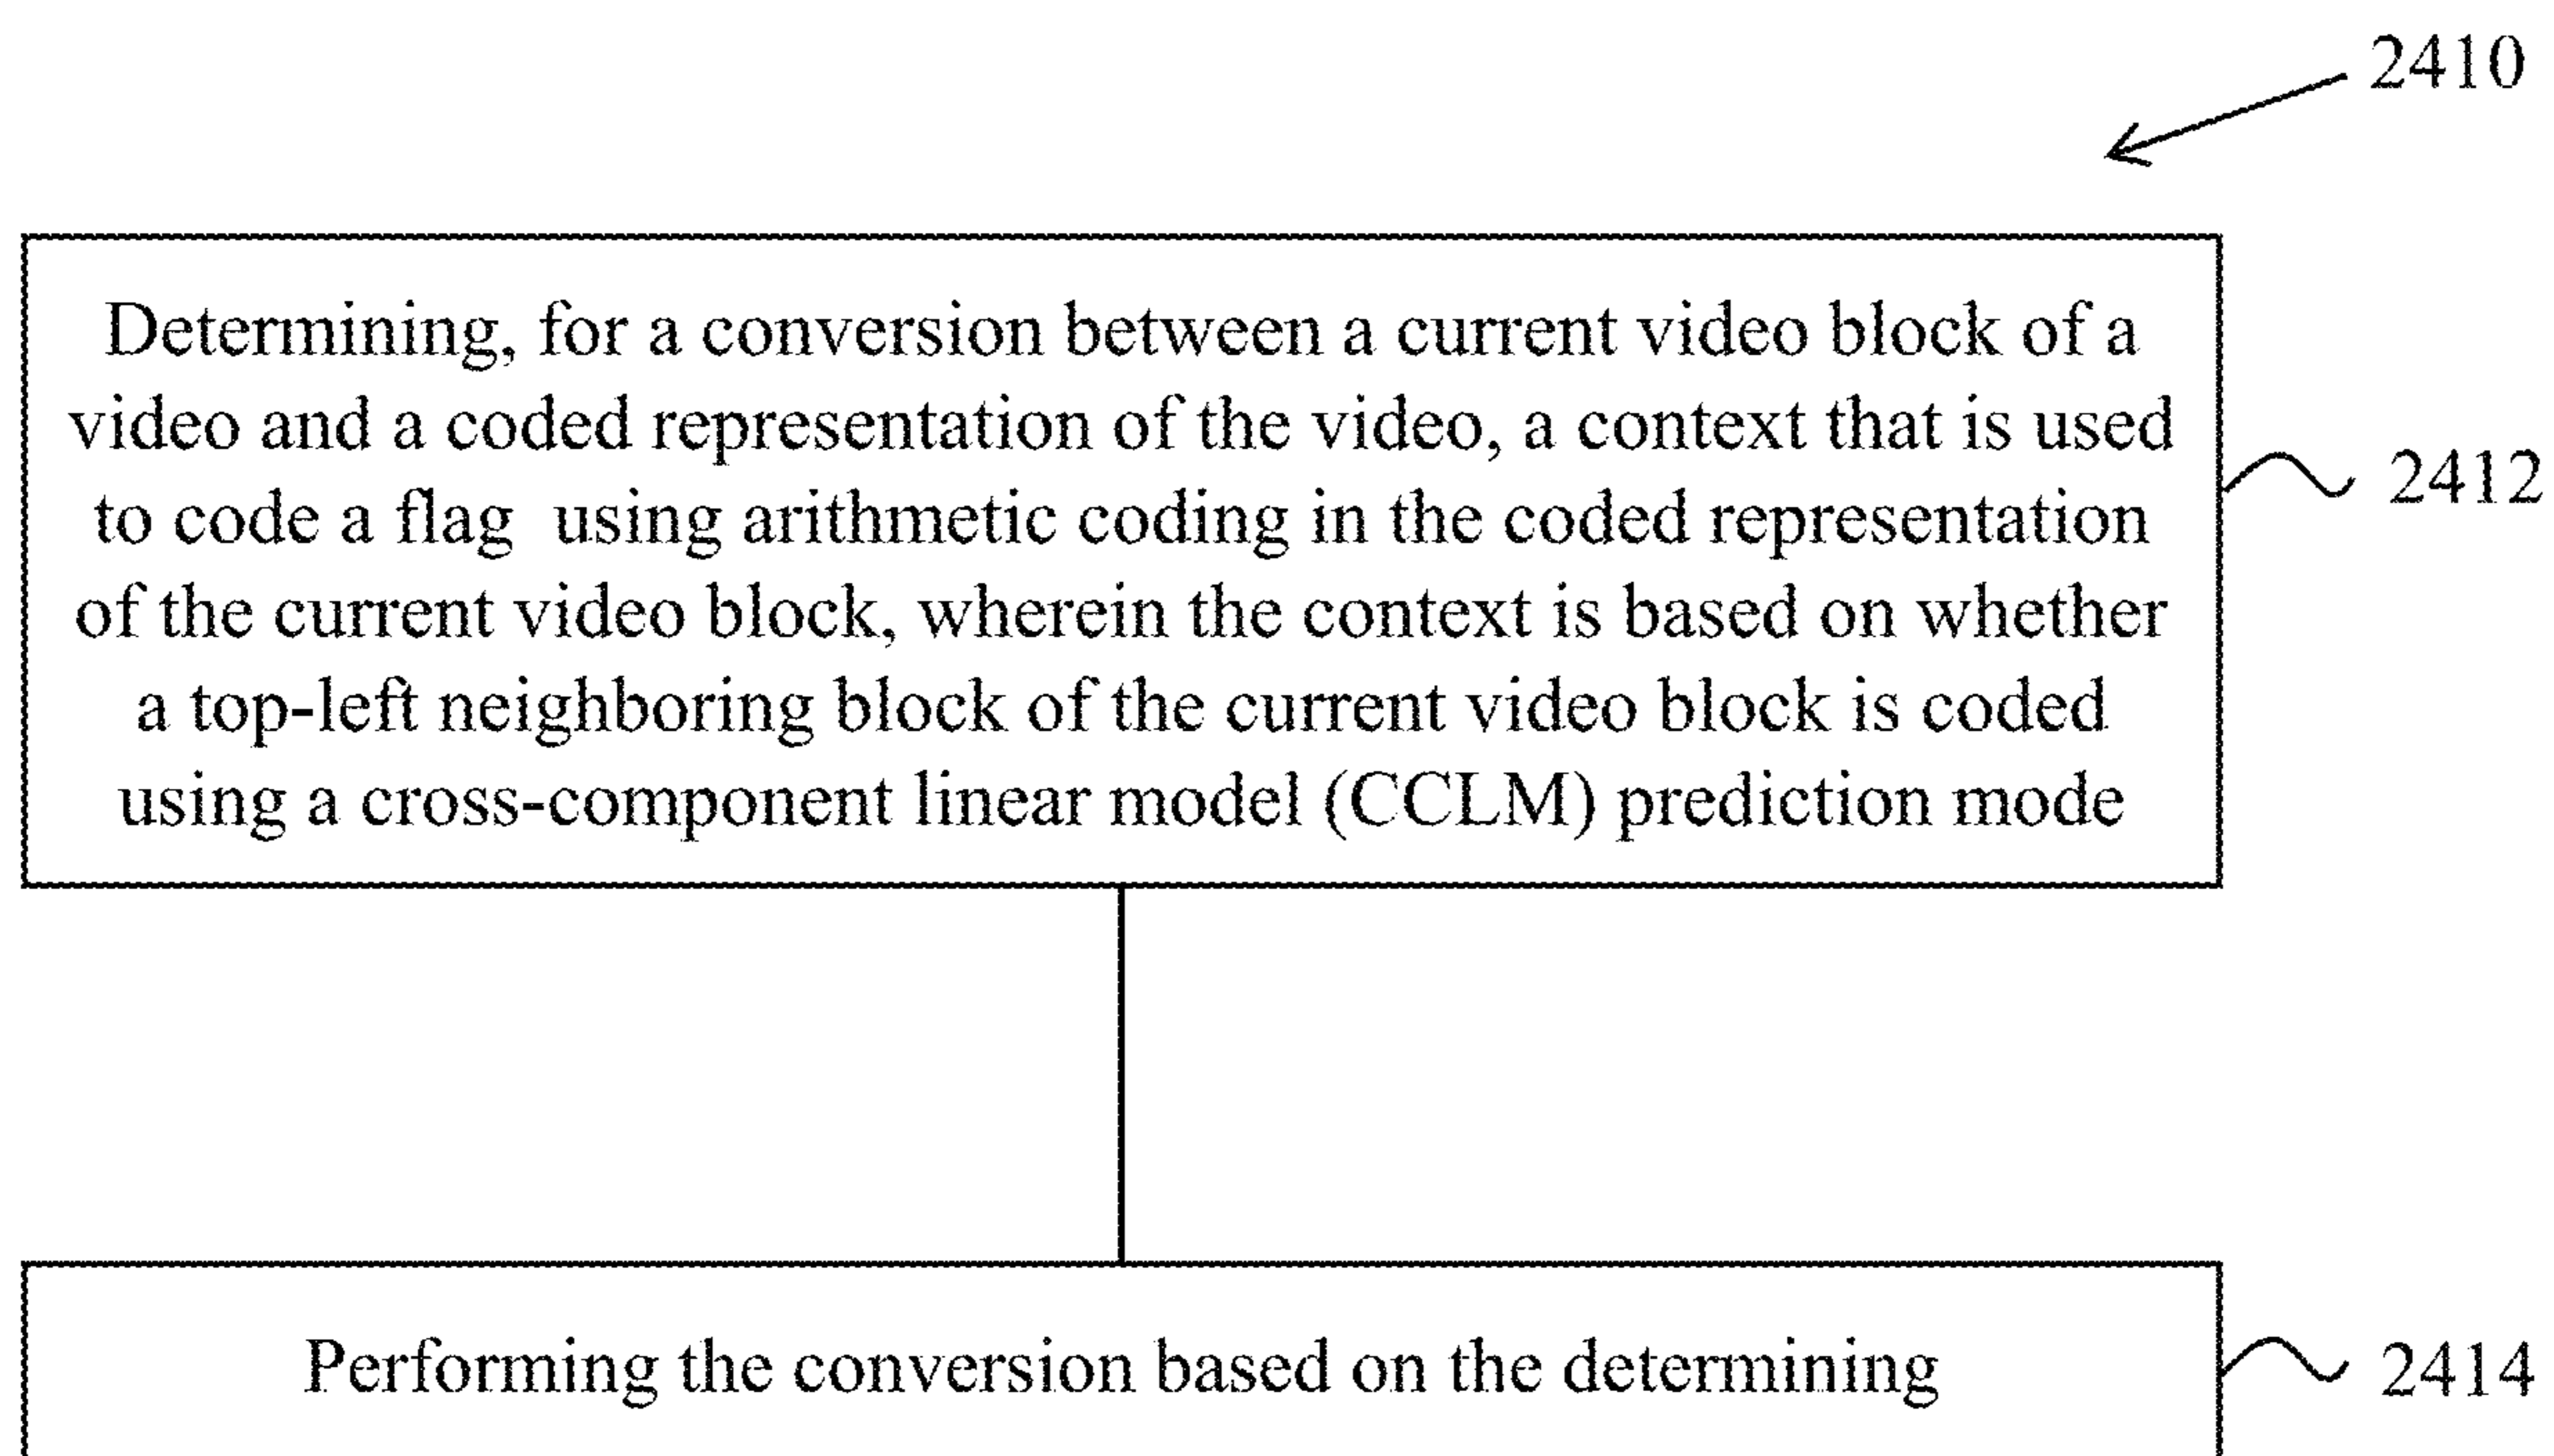 2410
Determining, for a conversion between a current video block of a
video and a coded representation of the video, a context that is used
to code a flag  using arithmetic coding in the coded representation
of the current video block, wherein the context is based on whether
a top-left neighboring block of the current video block is coded
using a cross-component linear model (CCLM) prediction mode
2412
Performing the conversion based on the determining
2414